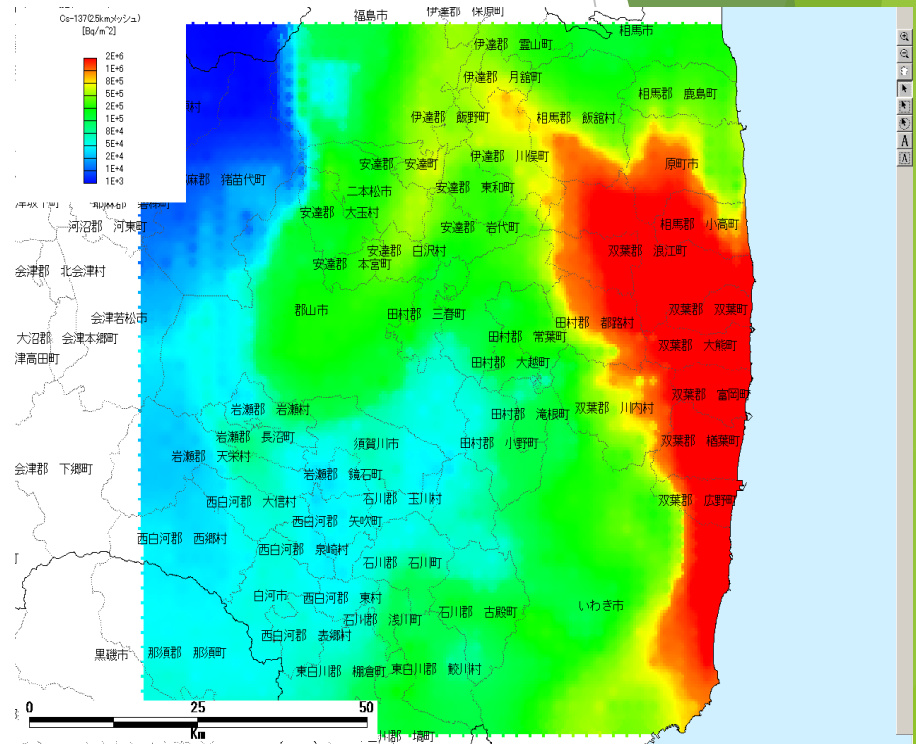 Cs-137(2.5kmメッシュ)
[Bq/m^2]
2E+6
1E+6
8E+5
5E+5
2E+5
1E+5
8E+4
5E+4
2E+4
1E+4
1E+3
福島市
伊達郡 保原町
相馬市
伊達郡 霊山町
伊達郡 月舘町
相馬郡 鹿島町
村
伊達郡 飯野町
相馬郡 飯舘村
伊達郡 川俣町
安達郡 安達町
原町市
麻郡 猪苗代町
二本松市
安達郡 東和町
安達郡 大玉村
相馬郡 小高町
河沼郡 河東町
安達郡 岩代町
安達郡 白沢村
双葉郡 浪江町
安達郡 本宮町
会津郡 北会津村
郡山市
田村郡 三春町
双葉郡 双葉町
会津若松市
田村郡 都路村
大沼郡 会津本郷町
田村郡 常葉町
双葉郡 大熊町
津高田町
田村郡 大越町
双葉郡 富岡町
岩瀬郡 岩瀬村
田村郡 滝根町
双葉郡 川内村
岩瀬郡 長沼町
須賀川市
田村郡 小野町
双葉郡 楢葉町
岩瀬郡 天栄村
会津郡 下郷町
岩瀬郡 鏡石町
西白河郡 大信村
石川郡 玉川村
双葉郡 広野町
西白河郡 矢吹町
西白河郡 西郷村
西白河郡 泉崎村
石川郡 石川町
白河市
西白河郡 東村
いわき市
石川郡 浅川町
石川郡 古殿町
西白河郡 表郷村
黒磯市
那須郡 那須町
東白川郡 棚倉町
東白川郡 鮫川村
0
25
50
Km
川郡 塙町
A
A